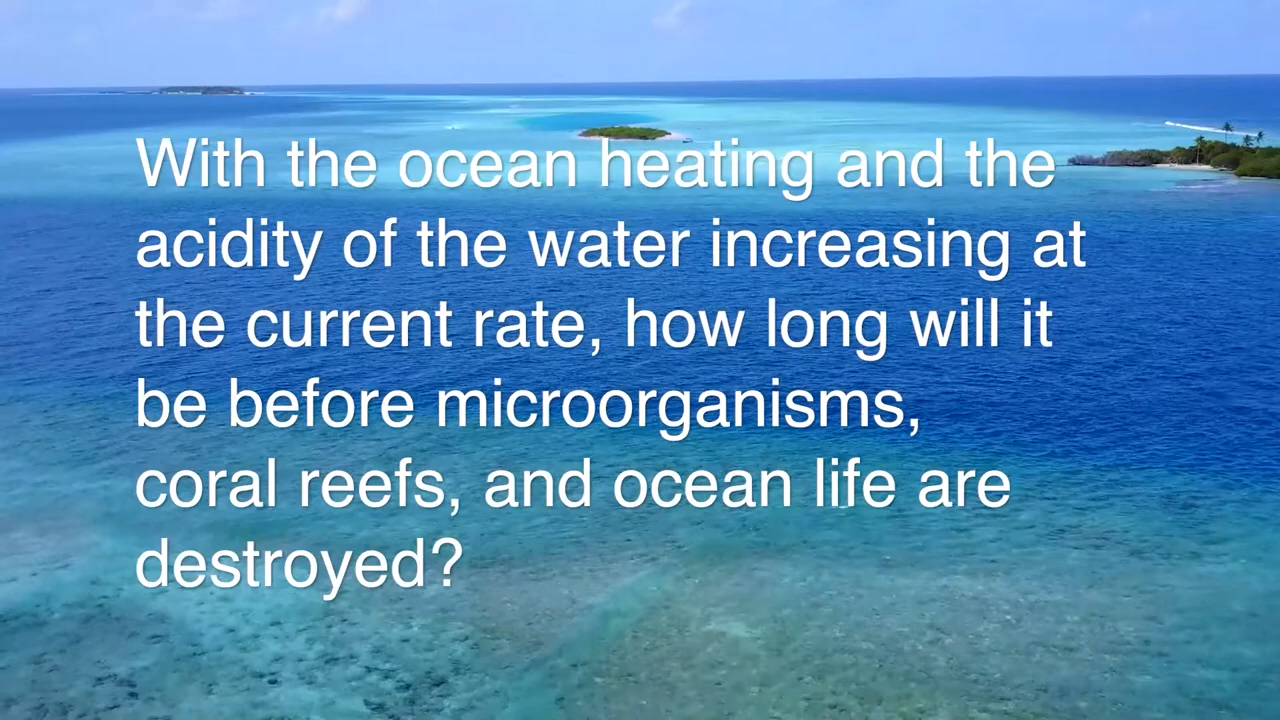 With the ocean heating and the
acidity of the water increasing at
the current rate, how long will it
be before microorganisms,
coral reefs, and ocean life are
destroyed?